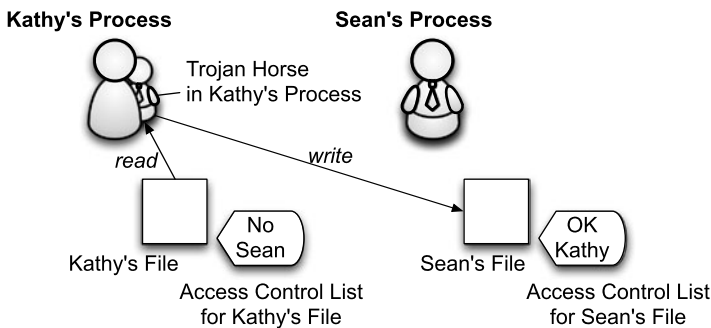 Kathy's Process
Sean's Process
Trojan Horse
in Kathy's Process
read
write
No
Sean
OK
Kathy
Kathy's File
Sean's File
Access Control List
for Kathy's File
Access Control List
for Sean's File